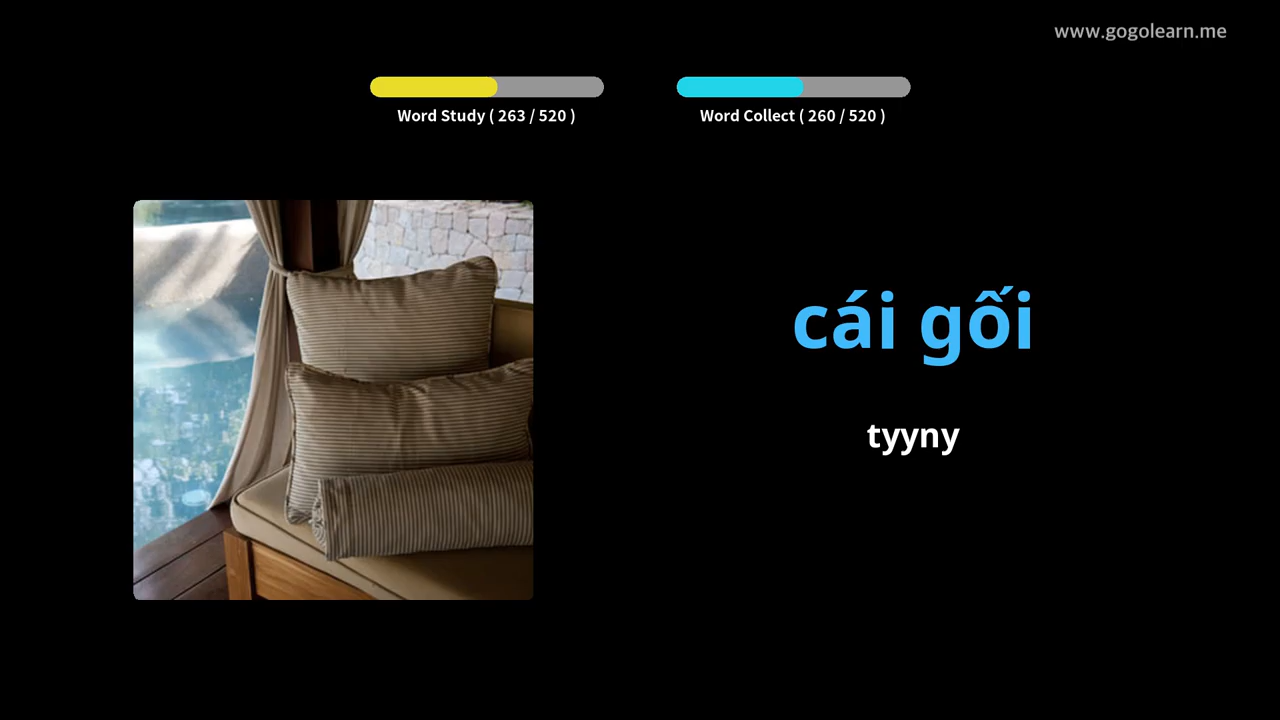 www.gogolearn.me
Word Study ( 263 / 520 )
Word Collect ( 260 / 520 )
cái gối
tyyny